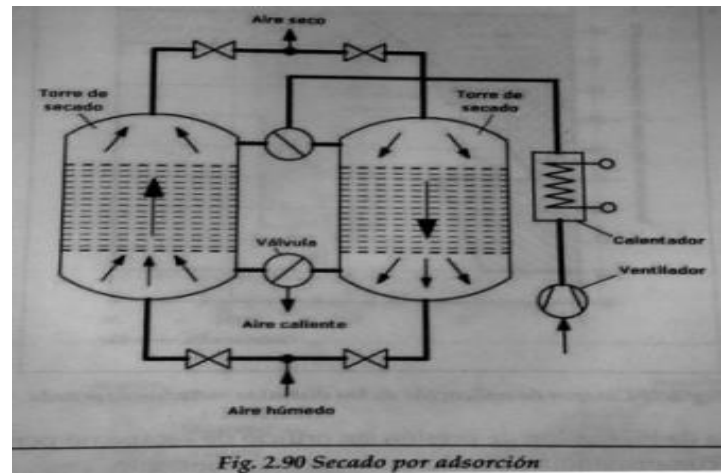 Aire seco
Torre de
secado
Torre de
secado
Válvula
Calentador
Ventilador
Aire caliente
Aire húmedo
Fig. 2.90 Secado por adsorción